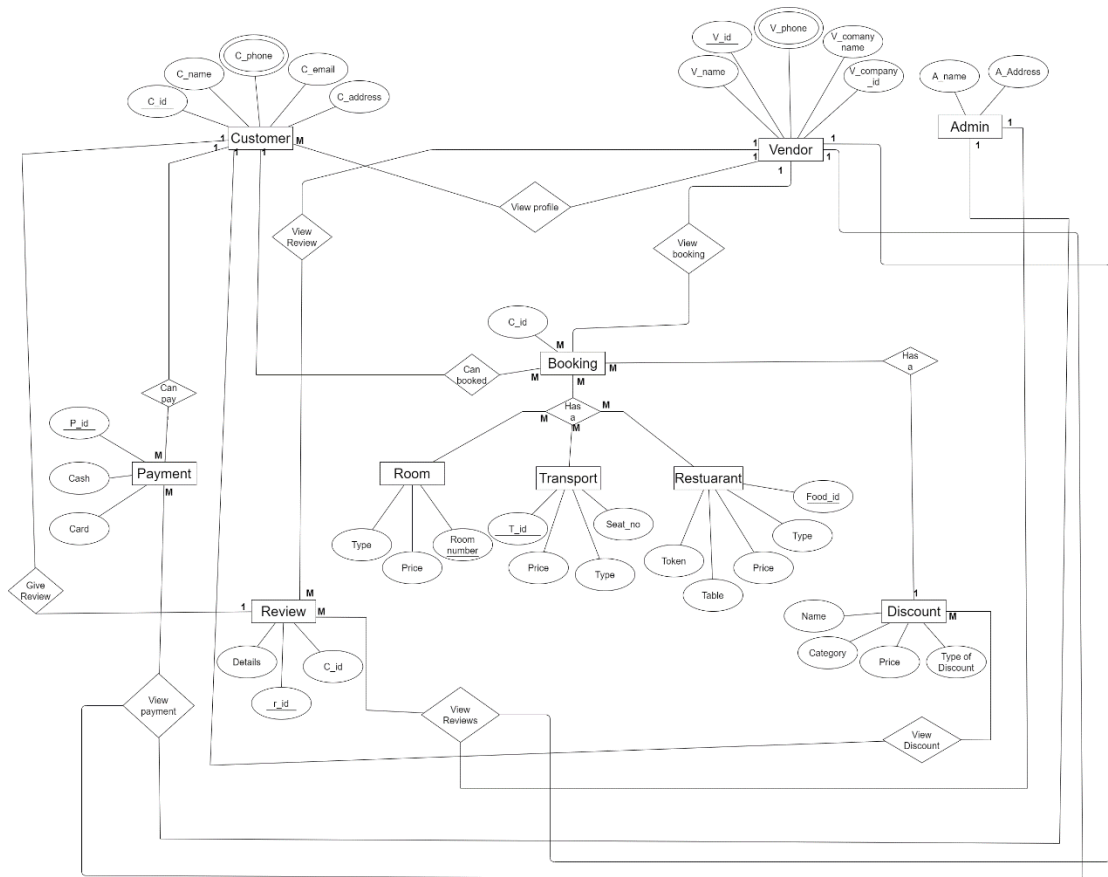 C_phone
C_name
C_email
C_id
C_address
Customer
V_id
V_phone
V_comany
name
V_name
V_company
_id
Vendor
A_name
A_Address
Admin
1
M
1
1
1
1
1
1
1
1
1
1
1
1
View profile
View
Review
View
booking
C_id
M
Booking
M
M
M
Can
booked
Has
a
Can
pay
Has
a
M
M
M
P_id
M
Payment
M
Cash
Card
Room
Type
Price
Room
number
Transport
T_id
Seat_no
Price
Type
Restuarant
Food_id
Type
Token
Price
Table
Give
Review
1
M
Review
M
Details
C_id
r_id
1
Discount
M
Name
Category
Price
Type of
Discount
View
payment
View
Reviews
View
Discount